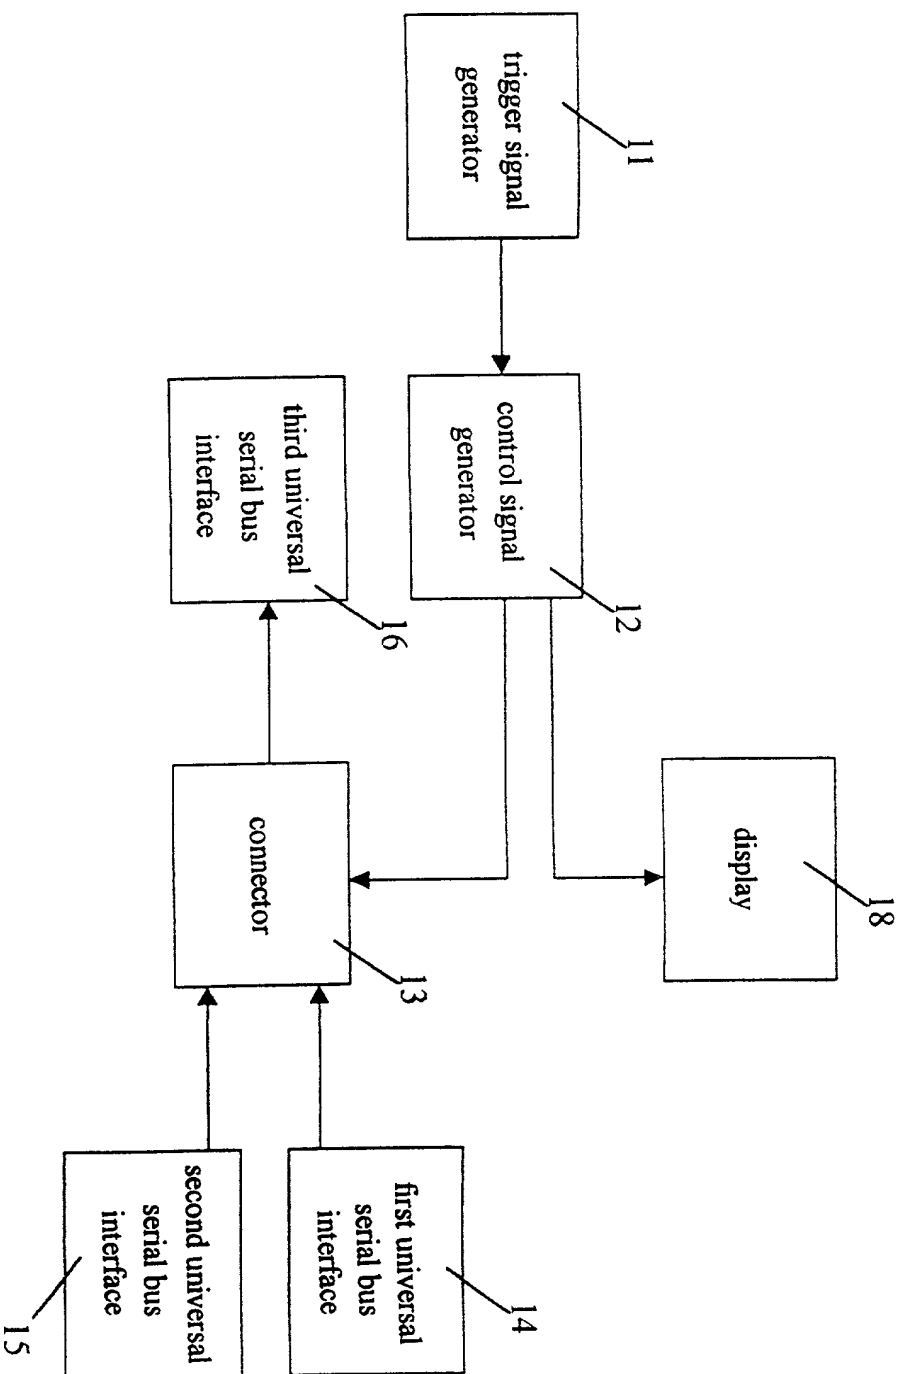 11
trigger signal
generator
12
control signal
generator
18
display
16
third universal
serial bus
interface
13
connector
14
first universal
serial bus
interface
15
second universal
serial bus
interface